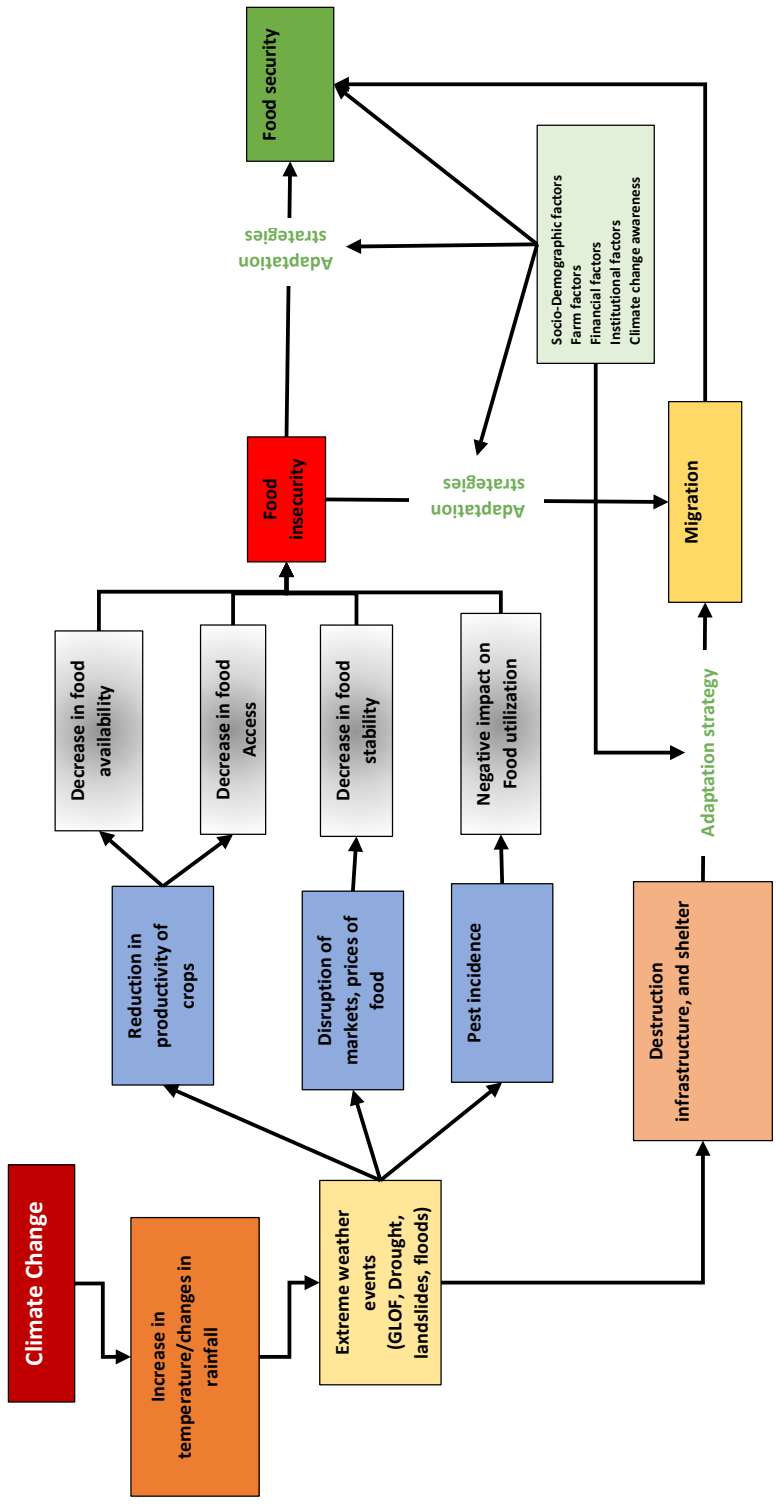 Climate Change
Increase in
temperature/changes in
rainfall
Extreme weather
events
(GLOF, Drought,
landslides, floods)
Reduction in
productivity of
crops
Disruption of
markets, prices of
food
Pest incidence
Destruction
infrastructure, and shelter
Decrease in food
availability
Decrease in food
Access
Decrease in food
stability
Negative impact on
Food utilization
Food
insecurity
Adaptation
strategies
Adaptation
strategies
Adaptation strategy
Migration
Socio-Demographic factors
Farm factors
Financial factors
Institutional factors
Climate change awareness
Food security